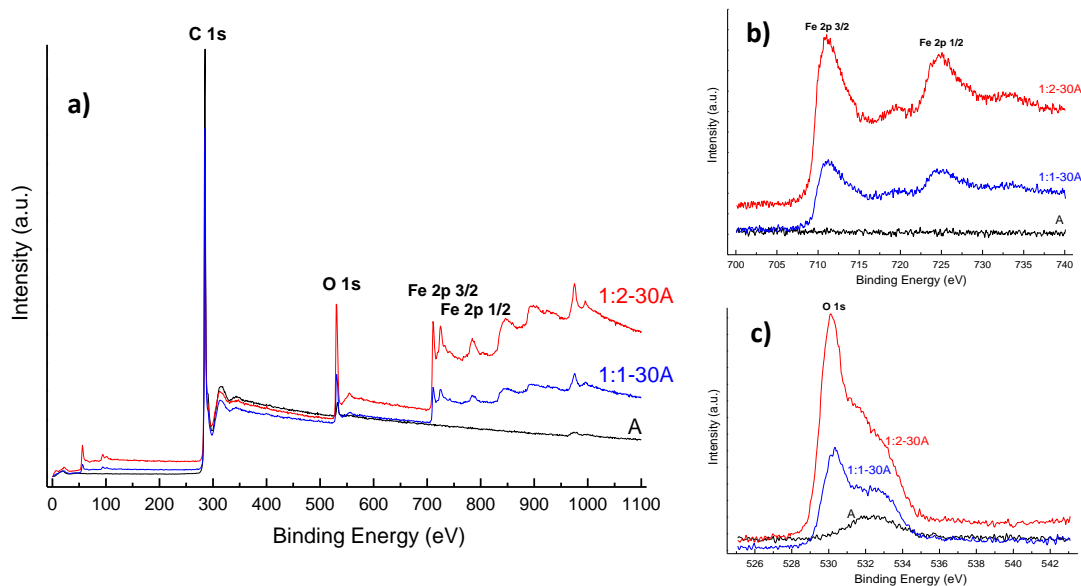 a)
C 1s
O 1s
Fe 2p 3/2
Fe 2p 1/2
1:2-30A
1:1-30A
A
Intensity (a.u.)
0 100 200 300 400 500 600 700 800 900 1000 1100
Binding Energy (eV)
b)
Fe 2p 3/2
Fe 2p 1/2
1:2-30A
1:1-30A
A
Intensity (a.u.)
700 705 710 715 720 725 730 735 740
Binding Energy (eV)
c)
O 1s
1:2-30A
1:1-30A
A
Intensity (a.u.)
526 528 530 532 534 536 538 540 542
Binding Energy (eV)